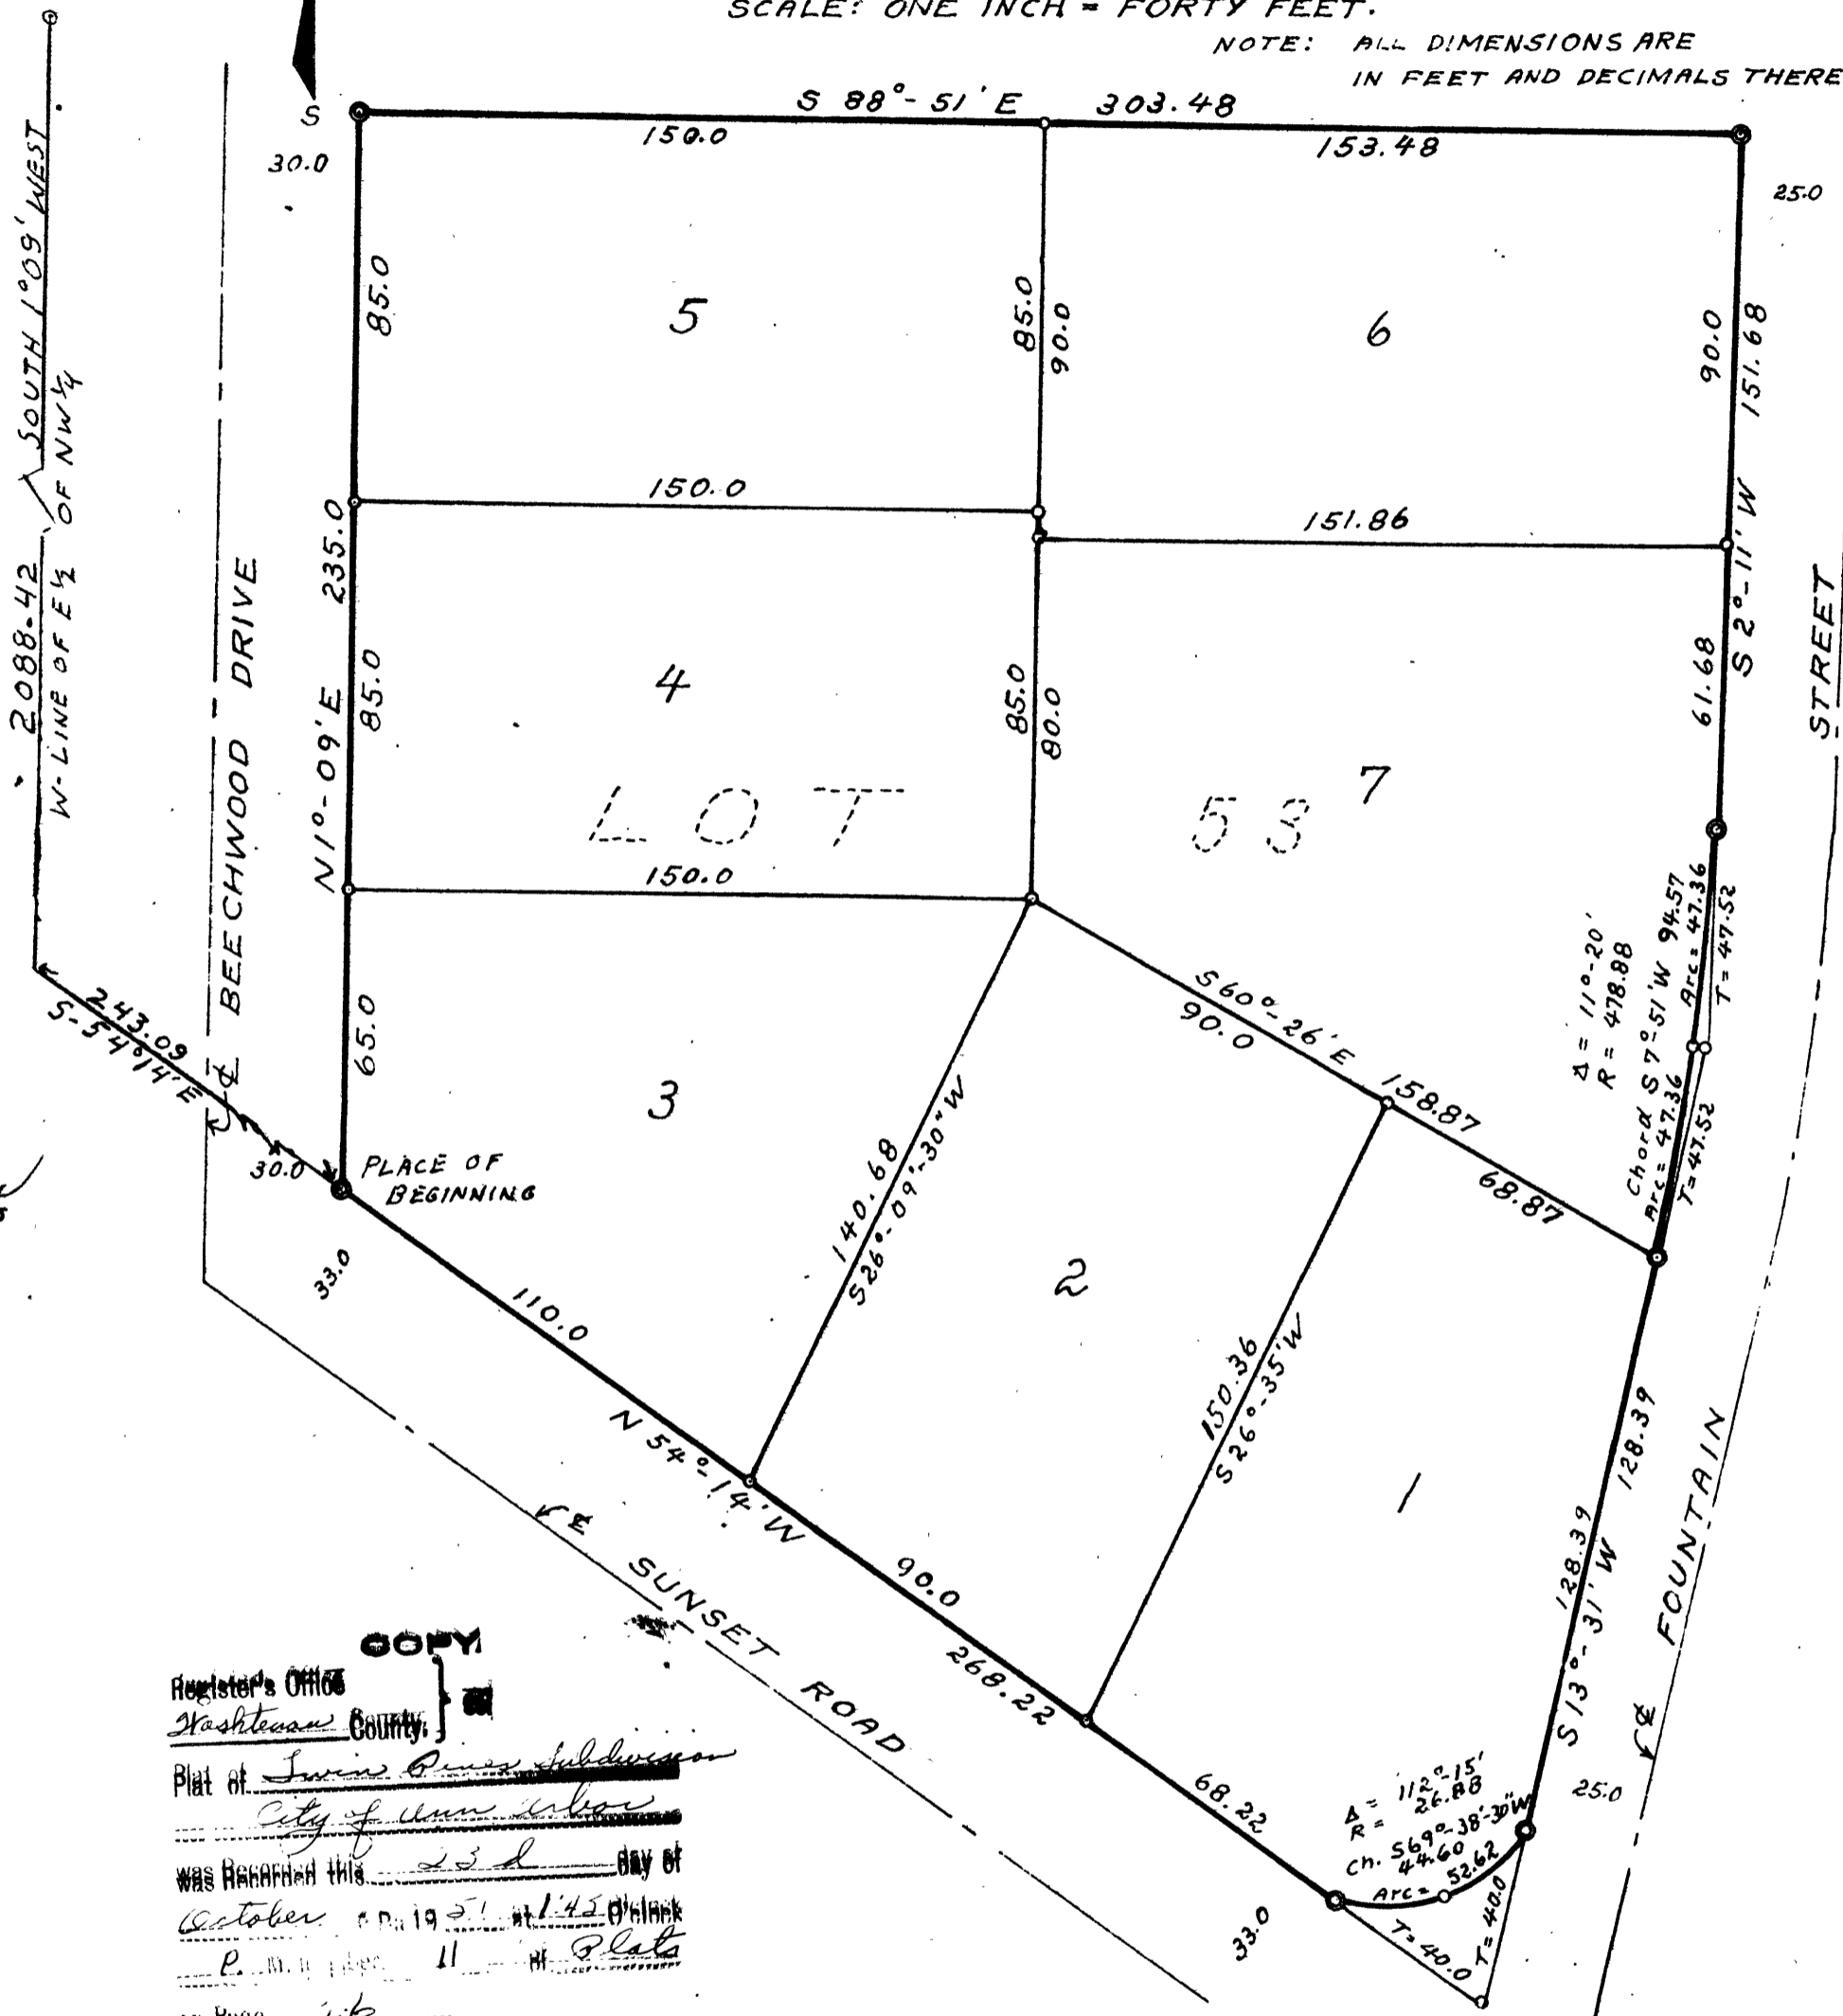 SCALE: ONE INCH = FORTY FEET.
NOTE: ALL DIMENSIONS ARE
IN FEET AND DECIMALS THERE
S
S 88°-51' E 303.48
150.0
153.48
30.0
25.0
2088.42 SOUTH 1°09' WEST
W-LINE OF E½ OF NW¼
85.0
5
85.0
90.0
6
90.0
151.68
150.0
151.86
N 1°-09' E 235.0
S 2°-11' W
BEECHWOOD DRIVE
85.0
4
85.0
80.0
7
61.68
STREET
LOT 53
150.0
243.09
S-54°14' E
30.0
65.0
3
PLACE OF
BEGINNING
S 60°-26' E
90.0
158.87
68.87
Δ = 11°-20'
R = 478.88
Chord S 7°-51' W 94.57
Arc = 47.36
Arc = 47.36
T = 47.52
T = 47.52
140.68
S 26°-09'-30" W
2
33.0
110.0
N 54°-14' W
150.36
S 26°-35' W
1
128.39
128.39
S 13°-31' W
FOUNTAIN
℄
℄
SUNSET ROAD
90.0
268.22
68.22
Δ = 112°-15'
R = 26.88
Ch. S 69°-38'-30" W
44.60
Arc = 52.62
25.0
T = 40.0
T = 40.0
33.0
COPY
Register's Office
Washtenaw County.
Plat of Twin Pines Subdivision
City of Ann Arbor
was Recorded this 23d day of
October A.D. 1951 at 1:45 O'clock
P. M. 11 of Plats
Page